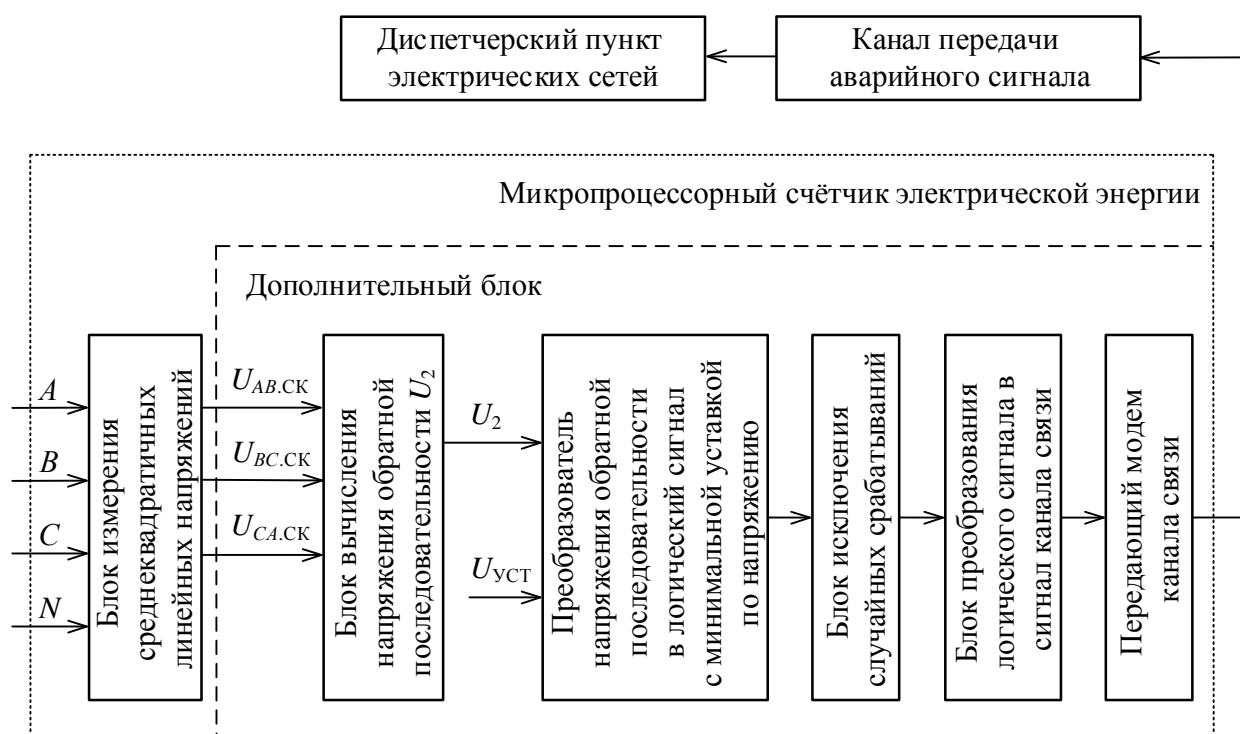 Диспетчерский пункт
электрических сетей
Канал передачи
аварийного сигнала
Микропроцессорный счётчик электрической энергии
Дополнительный блок
A
B
C
N
Блок измерения
среднеквадратичных
линейных напряжений
U_AB.СК
U_BC.СК
U_CA.СК
Блок вычисления
напряжения обратной
последовательности U_2
U_2
U_УСТ
Преобразователь
напряжения обратной
последовательности
в логический сигнал
с минимальной уставкой
по напряжению
Блок исключения
случайных срабатываний
Блок преобразования
логического сигнала в
сигнал канала связи
Передающий модем
канала связи